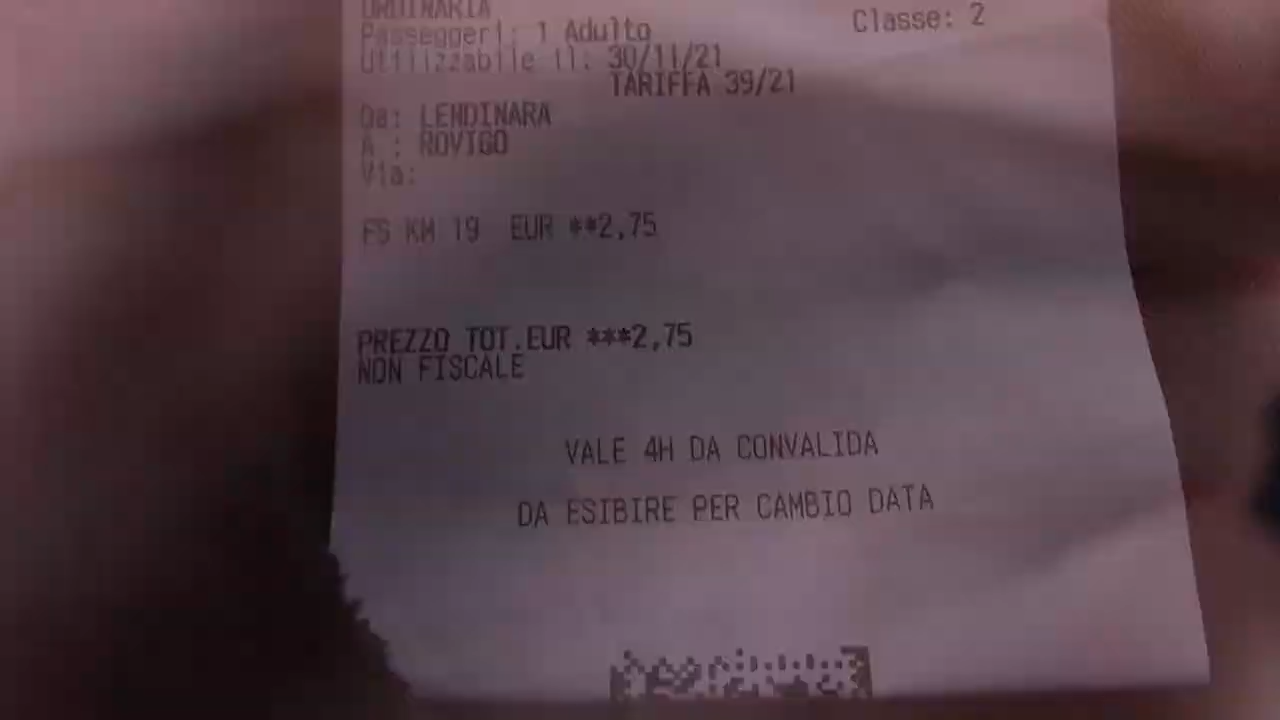 ORDINARIA
Passeggeri: 1 Adulto Classe: 2
Utilizzabile il: 30/11/21
TARIFFA 39/21
Da: LENDINARA
A : ROVIGO
Via:
FS KM 19 EUR **2,75
PREZZO TOT.EUR ***2,75
NON FISCALE
VALE 4H DA CONVALIDA
DA ESIBIRE PER CAMBIO DATA